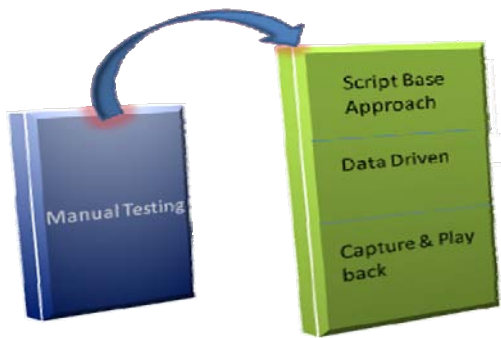 Manual Testing
Script Base
Approach
Data Driven
Capture & Play
back